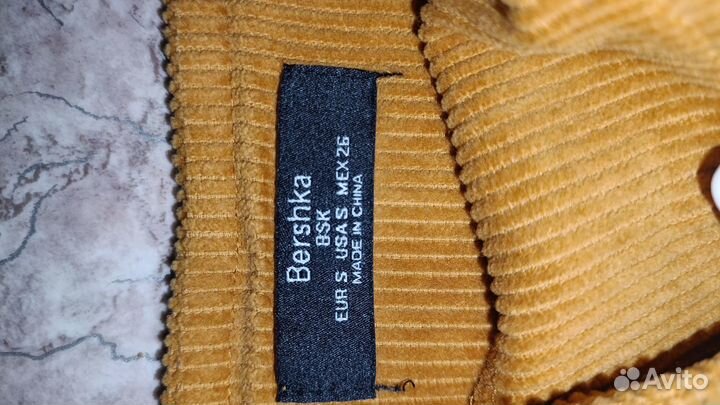 Bershka
BSK
EUR S USA S MEX 26
MADE IN CHINA
Avito